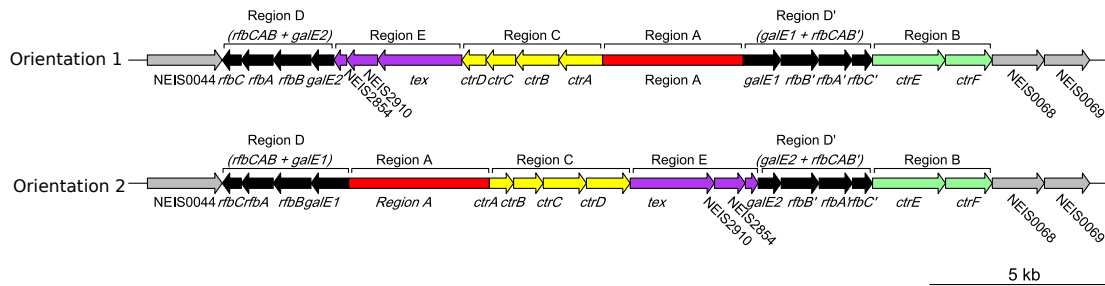 Region D
Region D'
(rfbCAB + galE2)
Region E
Region C
Region A
(galE1 + rfbCAB')
Region B
Orientation 1
NEIS0044 rfbC rfbA rfbB galE2 NEIS2854 NEIS2910 tex ctrD ctrC ctrB ctrA Region A galE1 rfbB' rfbA' rfbC' ctrE ctrF NEIS0068 NEIS0069
Region D
Region D'
(rfbCAB + galE1)
Region A
Region C
Region E
(galE2 + rfbCAB')
Region B
Orientation 2
NEIS0044 rfbC rfbA rfbB galE1 Region A ctrA ctrB ctrC ctrD tex NEIS2910 NEIS2854 galE2 rfbB' rfbA' rfbC' ctrE ctrF NEIS0068 NEIS0069
5 kb